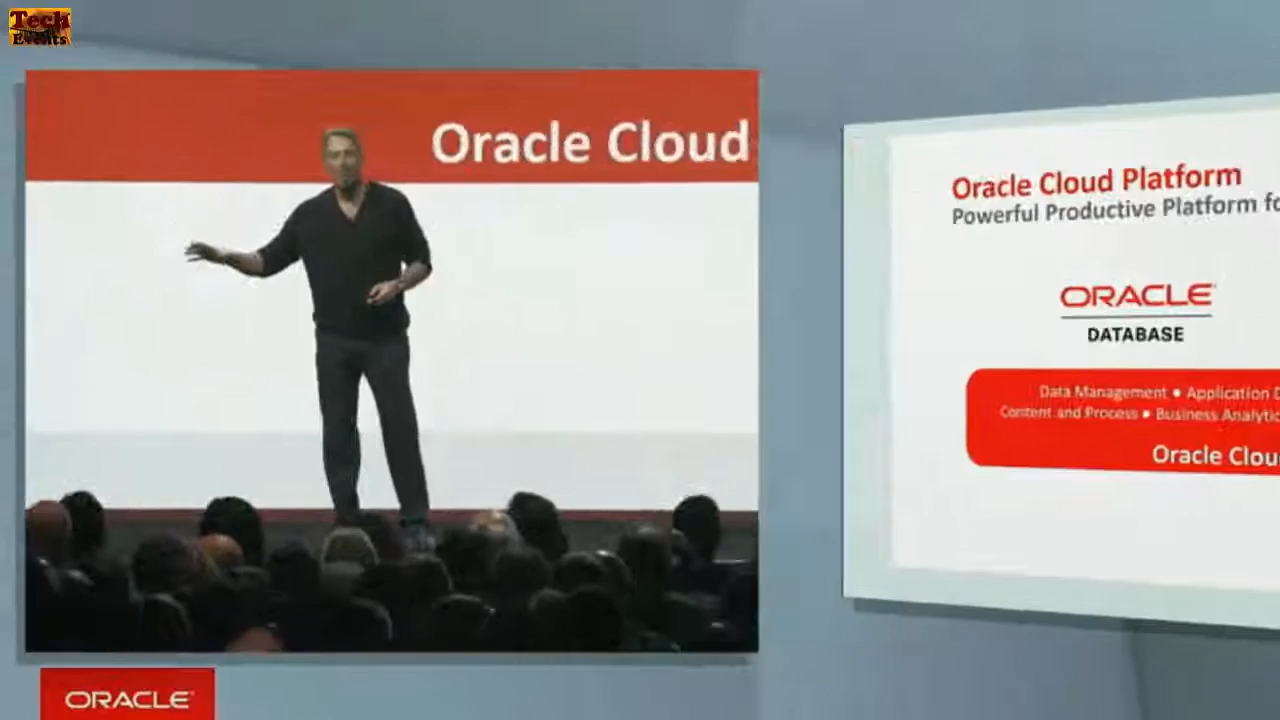 Tech
Events
Oracle Cloud
Oracle Cloud Platform
Powerful Productive Platform fo
ORACLE
DATABASE
Data Management • Application D
Content and Process • Business Analytic
Oracle Clou
ORACLE